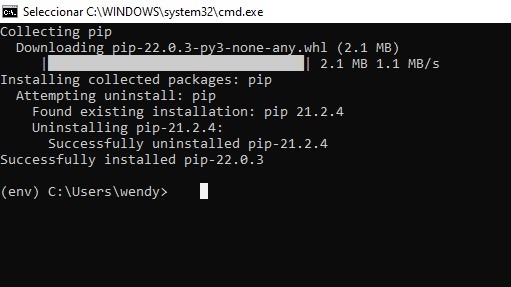 Seleccionar C:\WINDOWS\system32\cmd.exe
Collecting pip
  Downloading pip-22.0.3-py3-none-any.whl (2.1 MB)
     |████████████████████████████████| 2.1 MB 1.1 MB/s
Installing collected packages: pip
  Attempting uninstall: pip
    Found existing installation: pip 21.2.4
    Uninstalling pip-21.2.4:
      Successfully uninstalled pip-21.2.4
Successfully installed pip-22.0.3
(env) C:\Users\wendy>